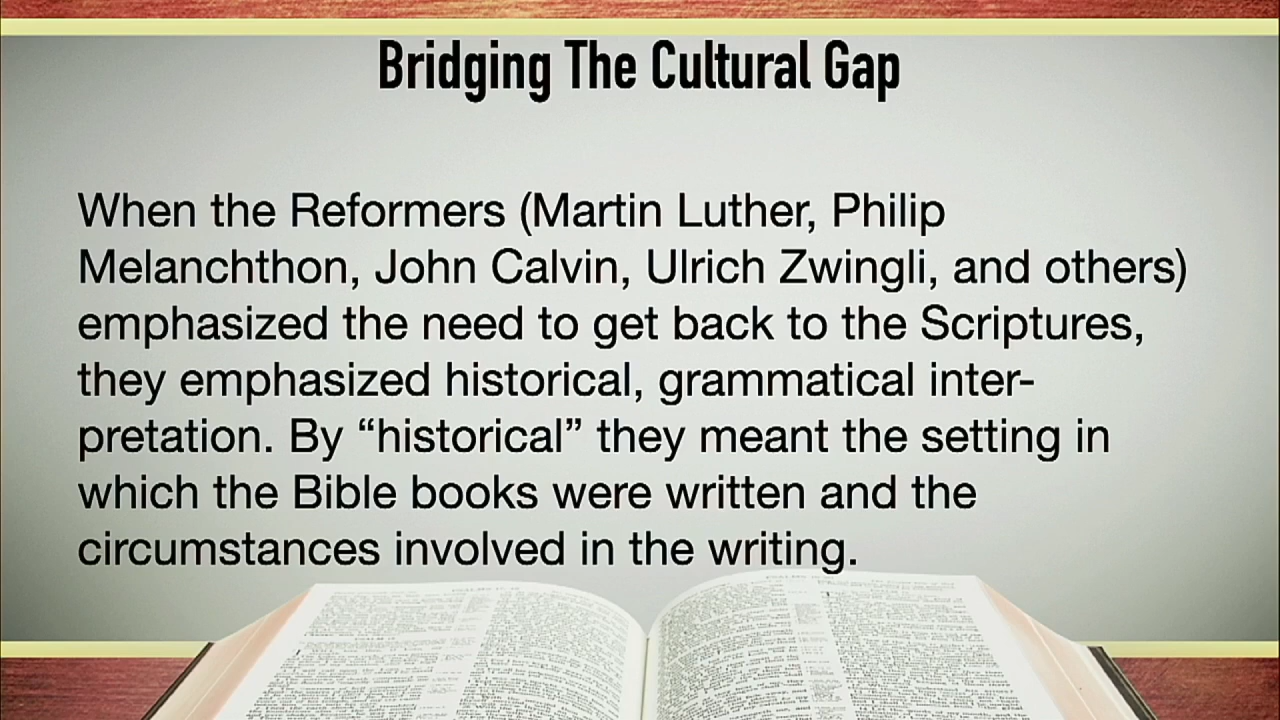 Bridging The Cultural Gap
When the Reformers (Martin Luther, Philip
Melanchthon, John Calvin, Ulrich Zwingli, and others)
emphasized the need to get back to the Scriptures,
they emphasized historical, grammatical inter-
pretation. By “historical” they meant the setting in
which the Bible books were written and the
circumstances involved in the writing.